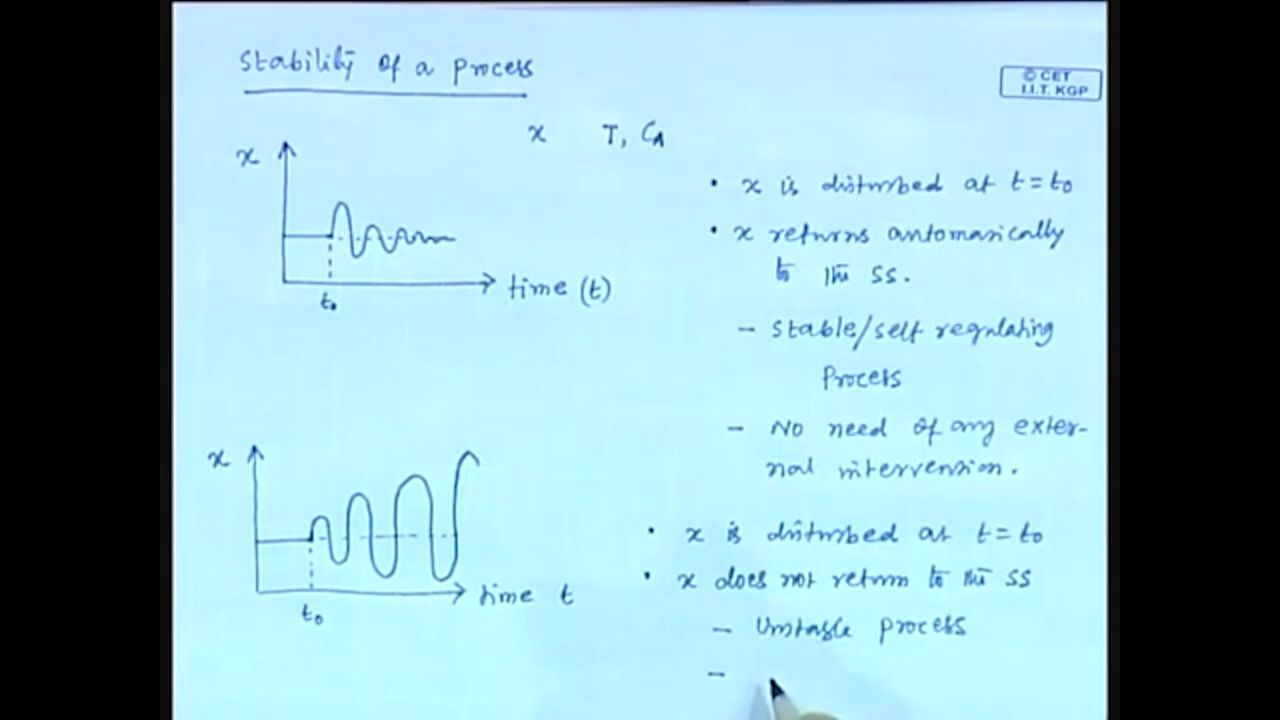 Stability of a process
© CET
I.I.T. KGP
x T, CA
x
time (t)
t0
• x is disturbed at t = t0
• x returns automatically
to the ss.
– stable/self regulating
process
– No need of any exter-
nal intervension.
x
time t
t0
• x is disturbed at t = t0
• x does not return to the ss
– Unstable process
–